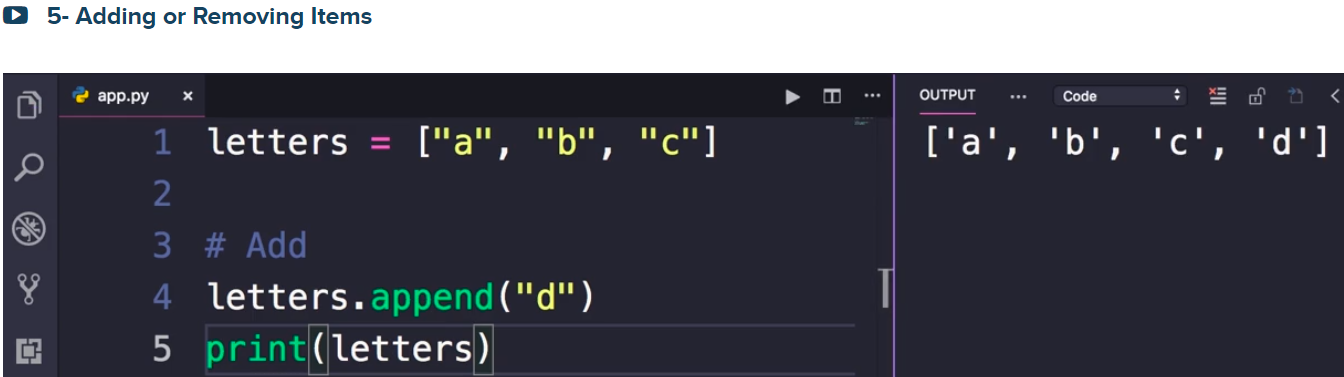 5- Adding or Removing Items
app.py ×
1 letters = ["a", "b", "c"]
2
3 # Add
4 letters.append("d")
5 print(letters)
OUTPUT ... Code
['a', 'b', 'c', 'd']